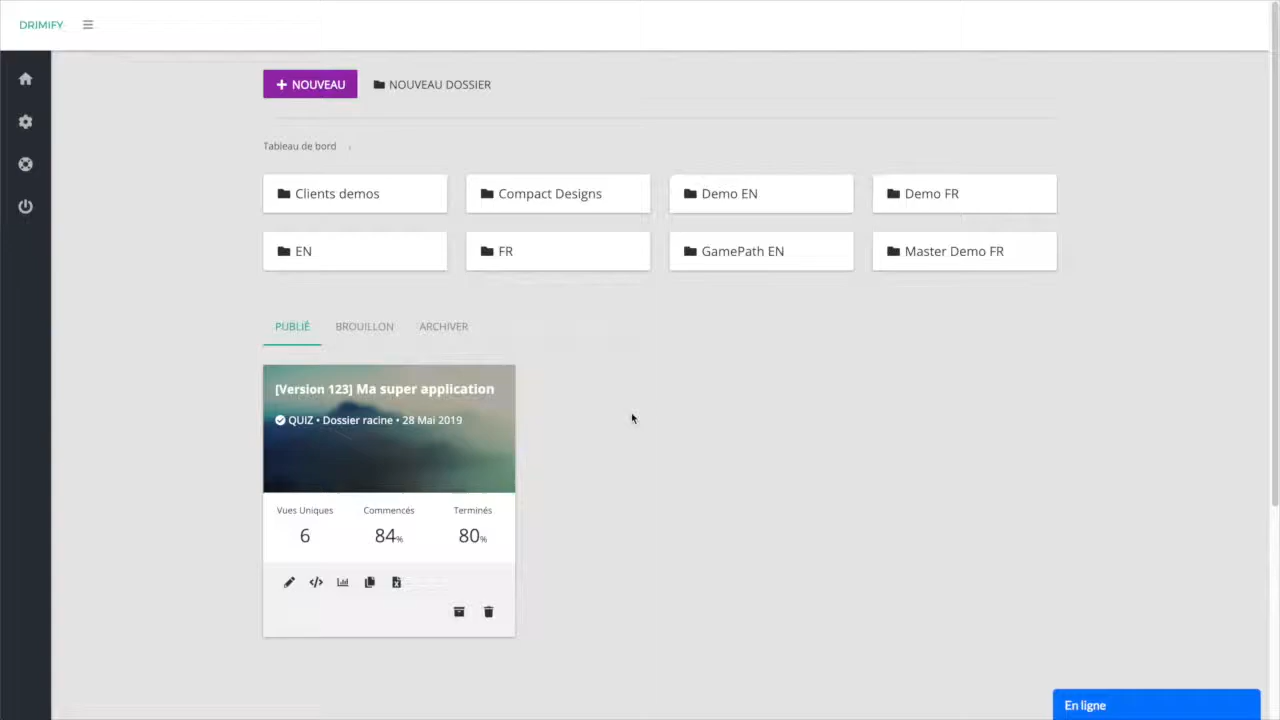 DRIMIFY
NOUVEAU
NOUVEAU DOSSIER
Tableau de bord
Clients demos
Compact Designs
Demo EN
Demo FR
EN
FR
GamePath EN
Master Demo FR
PUBLIÉ
BROUILLON
ARCHIVER
[Version 123] Ma super application
QUIZ • Dossier racine • 28 Mai 2019
Vues Uniques
Commencés
Terminés
6
84%
80%
En ligne